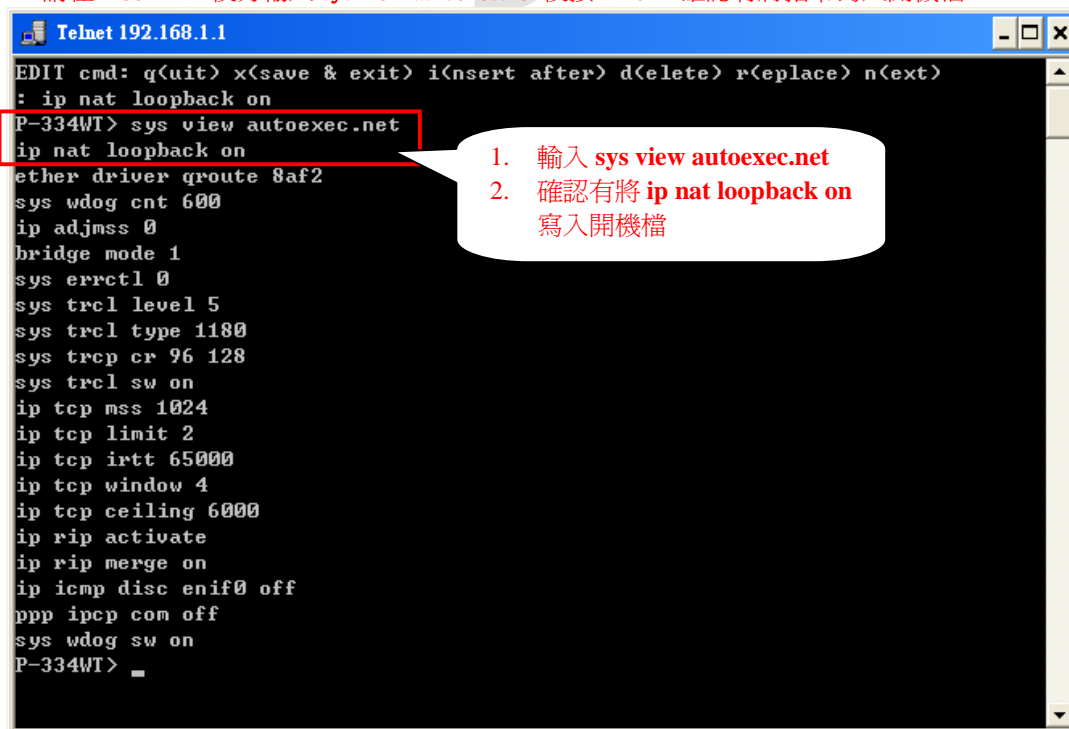 Telnet 192.168.1.1
EDIT cmd: q(uit) x(save & exit) i(nsert after) d(elete) r(eplace) n(ext)
: ip nat loopback on
P-334WT> sys view autoexec.net
ip nat loopback on
ether driver qroute 8af2
sys wdog cnt 600
ip adjmss 0
bridge mode 1
sys errctl 0
sys trcl level 5
sys trcl type 1180
sys trcp cr 96 128
sys trcl sw on
ip tcp mss 1024
ip tcp limit 2
ip tcp irtt 65000
ip tcp window 4
ip tcp ceiling 6000
ip rip activate
ip rip merge on
ip icmp disc enif0 off
ppp ipcp com off
sys wdog sw on
P-334WT> _
1. 輸入 sys view autoexec.net
2. 確認有將 ip nat loopback on
寫入開機檔